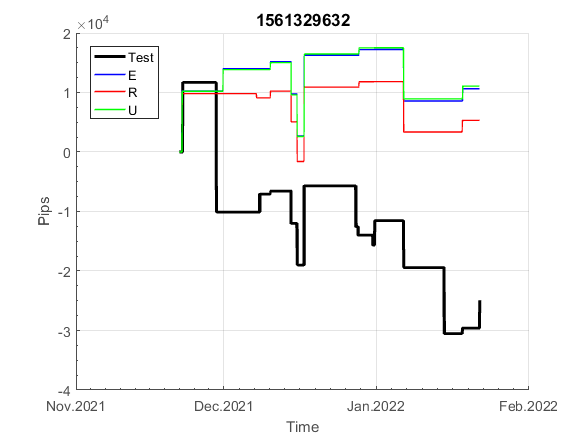 1561329632
×10⁴
2
1
0
-1
-2
-3
-4
Pips
Test
E
R
U
Nov.2021 Dec.2021 Jan.2022 Feb.2022
Time